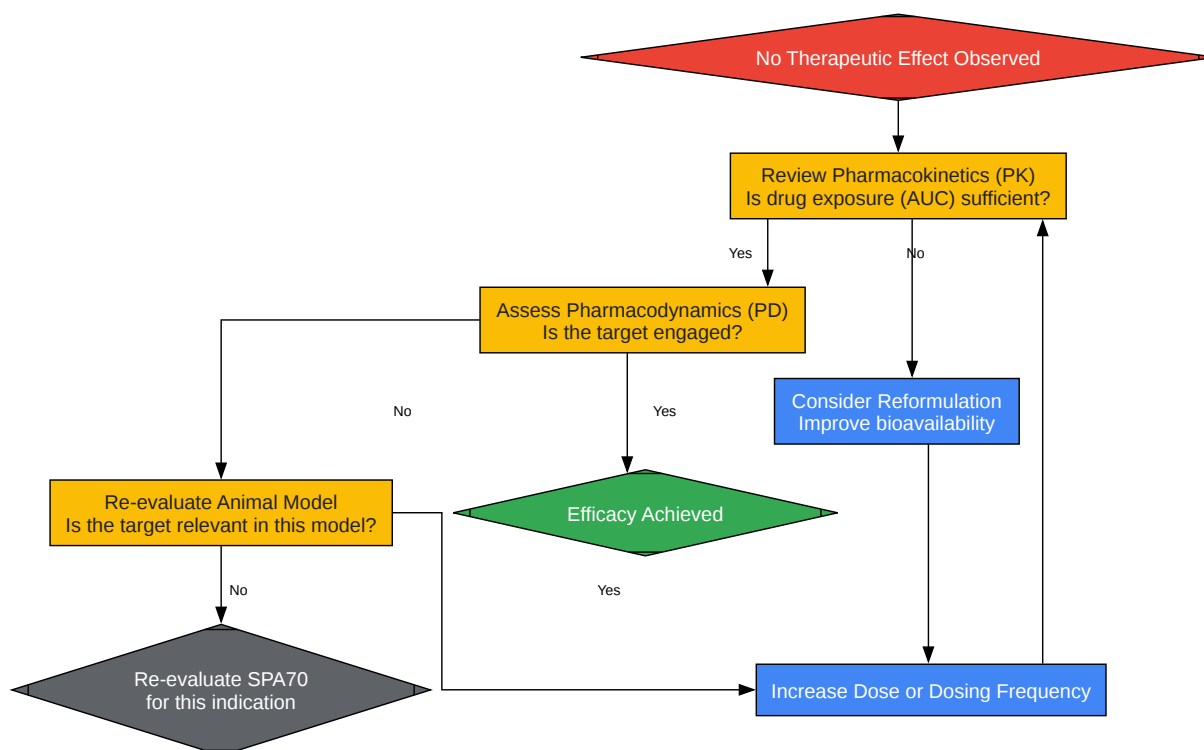 No Therapeutic Effect Observed
Review Pharmacokinetics (PK)
Is drug exposure (AUC) sufficient?
Yes
No
Assess Pharmacodynamics (PD)
Is the target engaged?
Consider Reformulation
Improve bioavailability
No
Yes
Re-evaluate Animal Model
Is the target relevant in this model?
Efficacy Achieved
No
Yes
Re-evaluate SPA70
for this indication
Increase Dose or Dosing Frequency